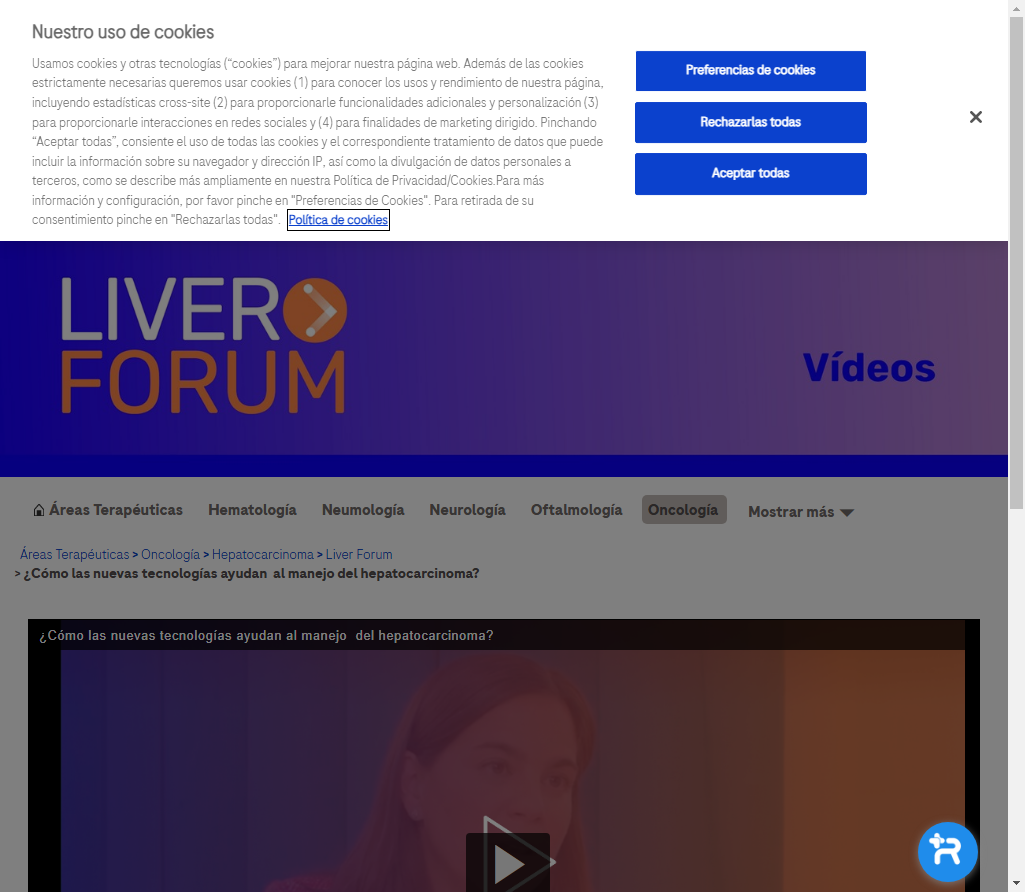 Nuestro uso de cookies
Usamos cookies y otras tecnologías (“cookies”) para mejorar nuestra página web. Además de las cookies
estrictamente necesarias queremos usar cookies (1) para conocer los usos y rendimiento de nuestra página,
incluyendo estadísticas cross-site (2) para proporcionarle funcionalidades adicionales y personalización (3)
para proporcionarle interacciones en redes sociales y (4) para finalidades de marketing dirigido. Pinchando
“Aceptar todas”, consiente el uso de todas las cookies y el correspondiente tratamiento de datos que puede
incluir la información sobre su navegador y dirección IP, así como la divulgación de datos personales a
terceros, como se describe más ampliamente en nuestra Política de Privacidad/Cookies.Para más
información y configuración, por favor pinche en "Preferencias de Cookies". Para retirada de su
consentimiento pinche en "Rechazarlas todas". Política de cookies
Preferencias de cookies
Rechazarlas todas
Aceptar todas
LIVER
FORUM
Vídeos
Áreas Terapéuticas Hematología Neumología Neurología Oftalmología Oncología Mostrar más
Áreas Terapéuticas > Oncología > Hepatocarcinoma > Liver Forum
> ¿Cómo las nuevas tecnologías ayudan al manejo del hepatocarcinoma?
¿Cómo las nuevas tecnologías ayudan al manejo del hepatocarcinoma?